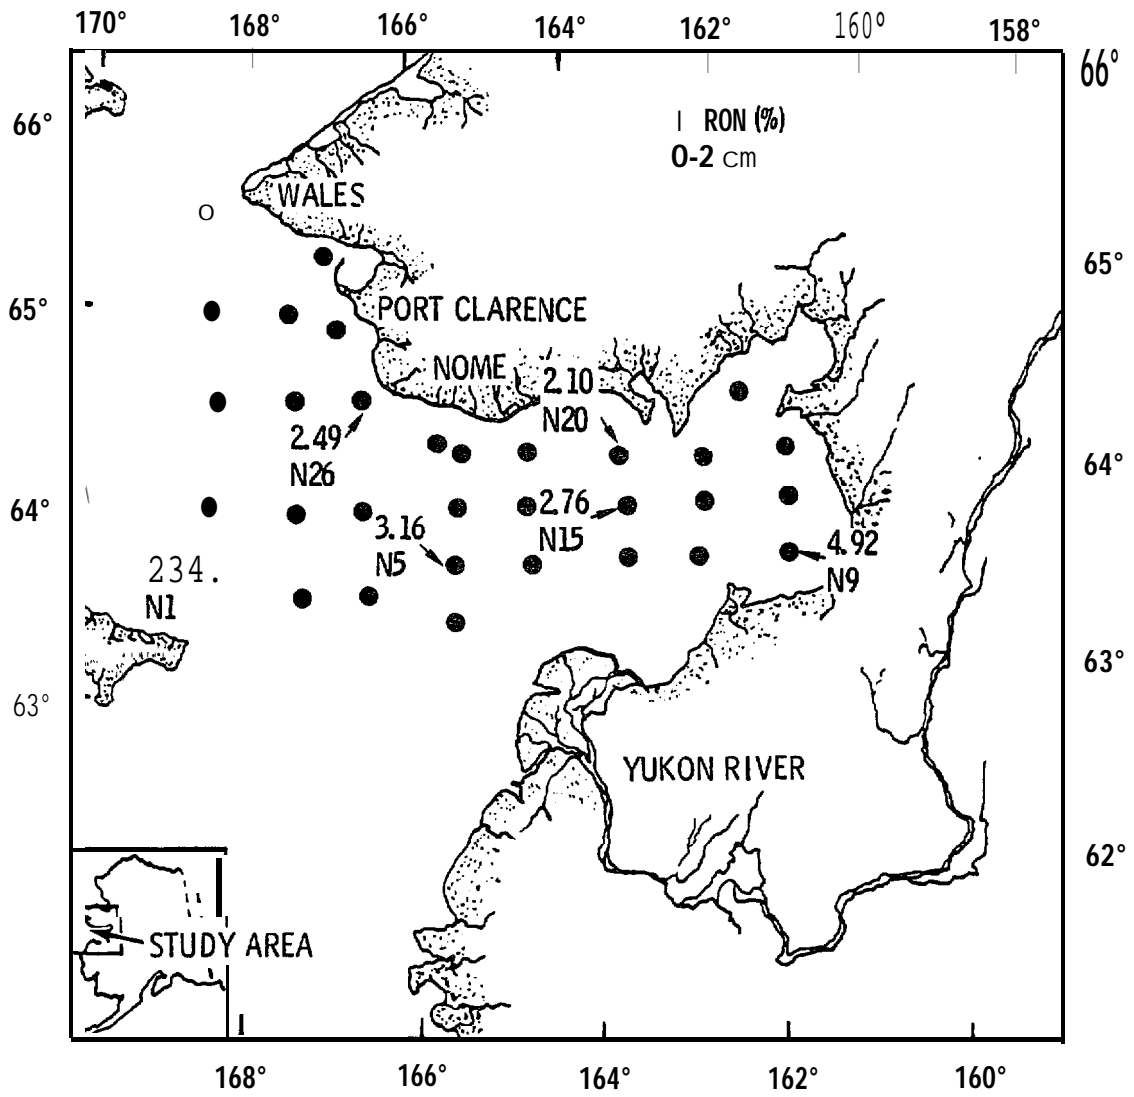 170° 168° 166° 164° 162° 160° 158°
66°
66°
I RON (%)
0-2 cm
WALES
O
65°
65°
PORT CLARENCE
NOME
2.10
N20
2.49
N26
64°
64°
2.76
N15
3.16
N5
4.92
N9
234.
N1
63°
63°
YUKON RIVER
62°
STUDY AREA
168° 166° 164° 162° 160°